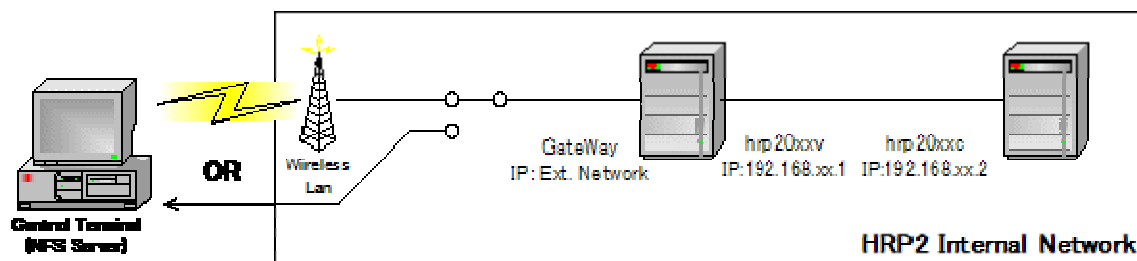 OR
Wireless
Lan
Control Terminal
(NFS Server)
GateWay
IP: Ext. Network
hrp20xxv
IP:192.168.xx.1
hrp20xxc
IP:192.168.xx.2
HRP2 Internal Network